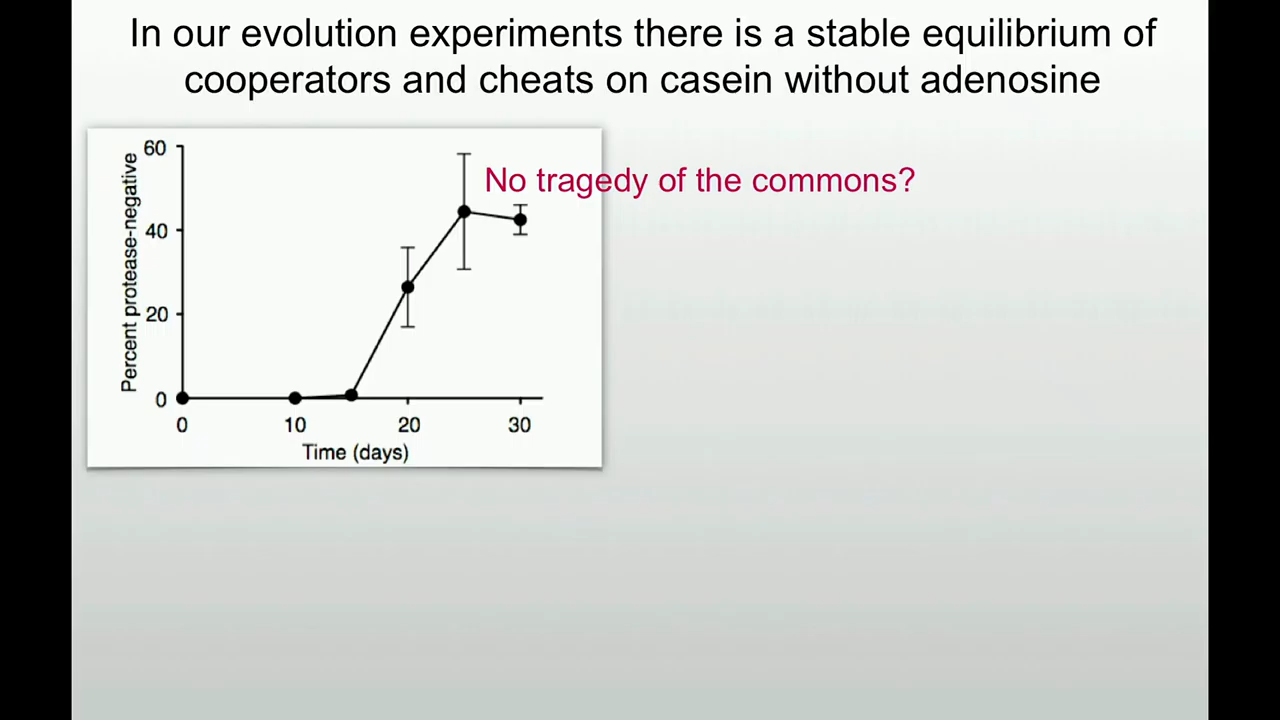 In our evolution experiments there is a stable equilibrium of
cooperators and cheats on casein without adenosine
No tragedy of the commons?
Percent protease-negative
60
40
20
0
0 10 20 30
Time (days)